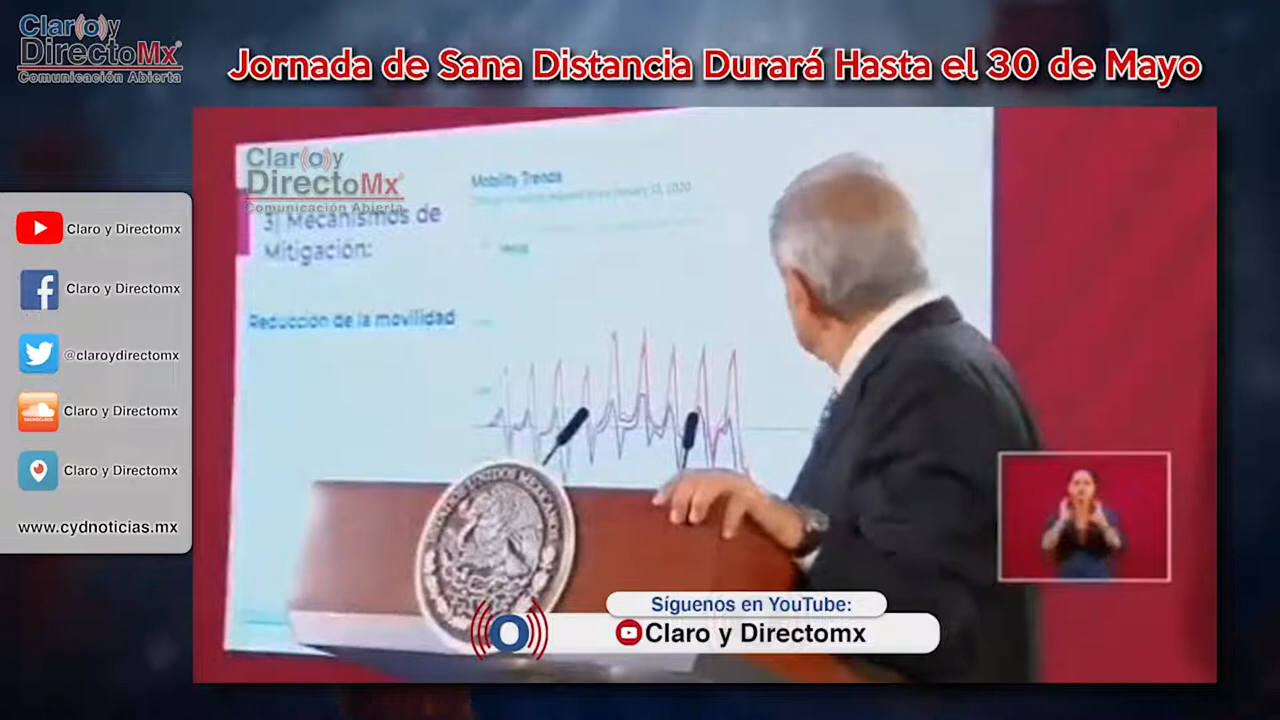 Claro y
DirectoMx
Comunicación Abierta
Jornada de Sana Distancia Durará Hasta el 30 de Mayo
Claro y Directomx
Claro y Directomx
@claroydirectomx
Claro y Directomx
Claro y Directomx
www.cydnoticias.mx
Claro y
DirectoMx
Comunicación Abierta
3) Mecanismos de
Mitigación:
Reducción de la movilidad
Mobility Trends
Síguenos en YouTube:
Claro y Directomx